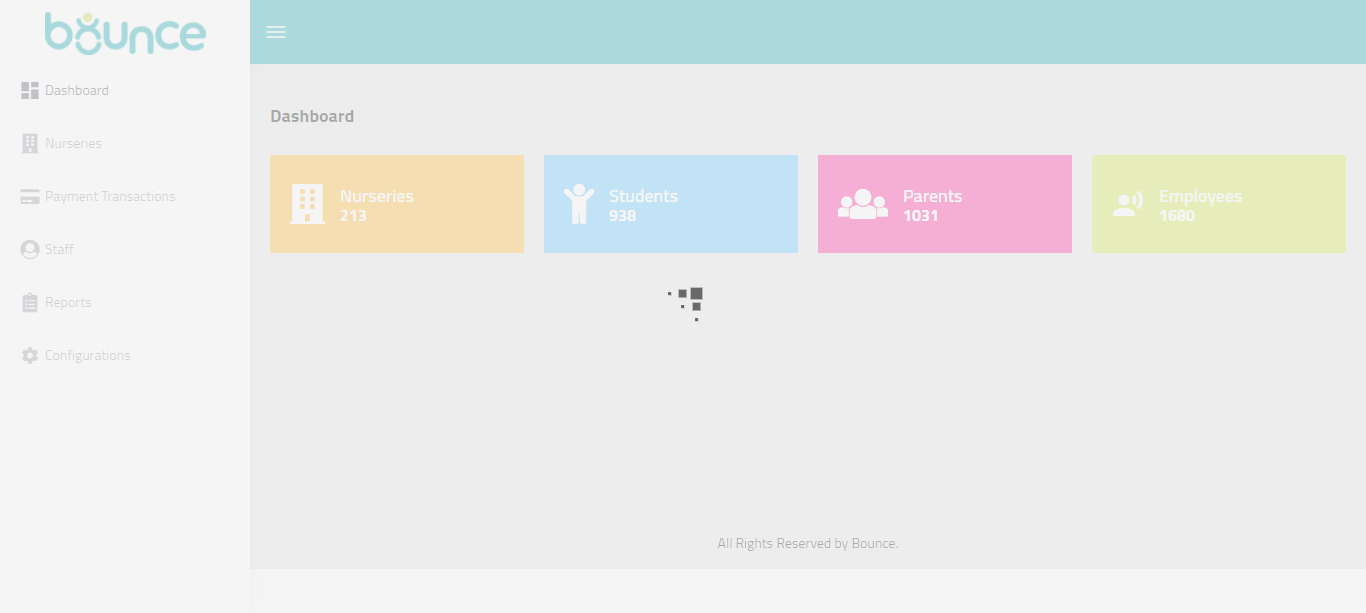 bounce
Dashboard
Nurseries
Payment Transactions
Staff
Reports
Configurations
Dashboard
Nurseries
213
Students
938
Parents
1031
Employees
1680
All Rights Reserved by Bounce.